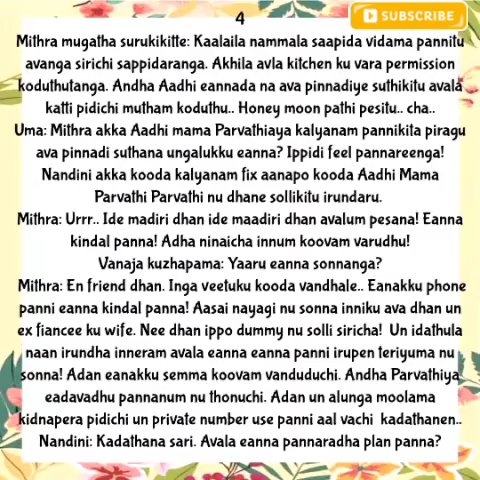 4
SUBSCRIBE
Mithra mugatha surukikitte: Kaalaila nammala saapida vidama pannitu
avanga sirichi sappidaranga. Akhila avla kitchen ku vara permission
koduthutanga. Andha Aadhi eannada na ava pinnadiye suthikitu avala
katti pidichi mutham koduthu.. Honey moon pathi pesitu.. cha..
Uma: Mithra akka Aadhi mama Parvathiaya kalyanam pannikita piragu
ava pinnadi suthana ungalukku eanna? Ippidi feel pannareenga!
Nandini akka kooda kalyanam fix aanapo kooda Aadhi Mama
Parvathi Parvathi nu dhane sollikitu irundaru.
Mithra: Urrr.. Ide madiri dhan ide maadiri dhan avalum pesana! Eanna
kindal panna! Adha ninaicha innum koovam varudhu!
Vanaja kuzhapama: Yaaru eanna sonnanga?
Mithra: En friend dhan. Inga veetuku kooda vandhale.. Eanakku phone
panni eanna kindal panna! Aasai nayagi nu sonna inniku ava dhan un
ex fiancee ku wife. Nee dhan ippo dummy nu solli siricha! Un idathula
naan irundha inneram avala eanna eanna panni irupen teriyuma nu
sonna! Adan eanakku semma koovam vanduduchi. Andha Parvathiya
eadavadhu pannanum nu thonuchi. Adan un alunga moolama
kidnapera pidichi un private number use panni aal vachi kadathanen..
Nandini: Kadathana sari. Avala eanna pannaradha plan panna?